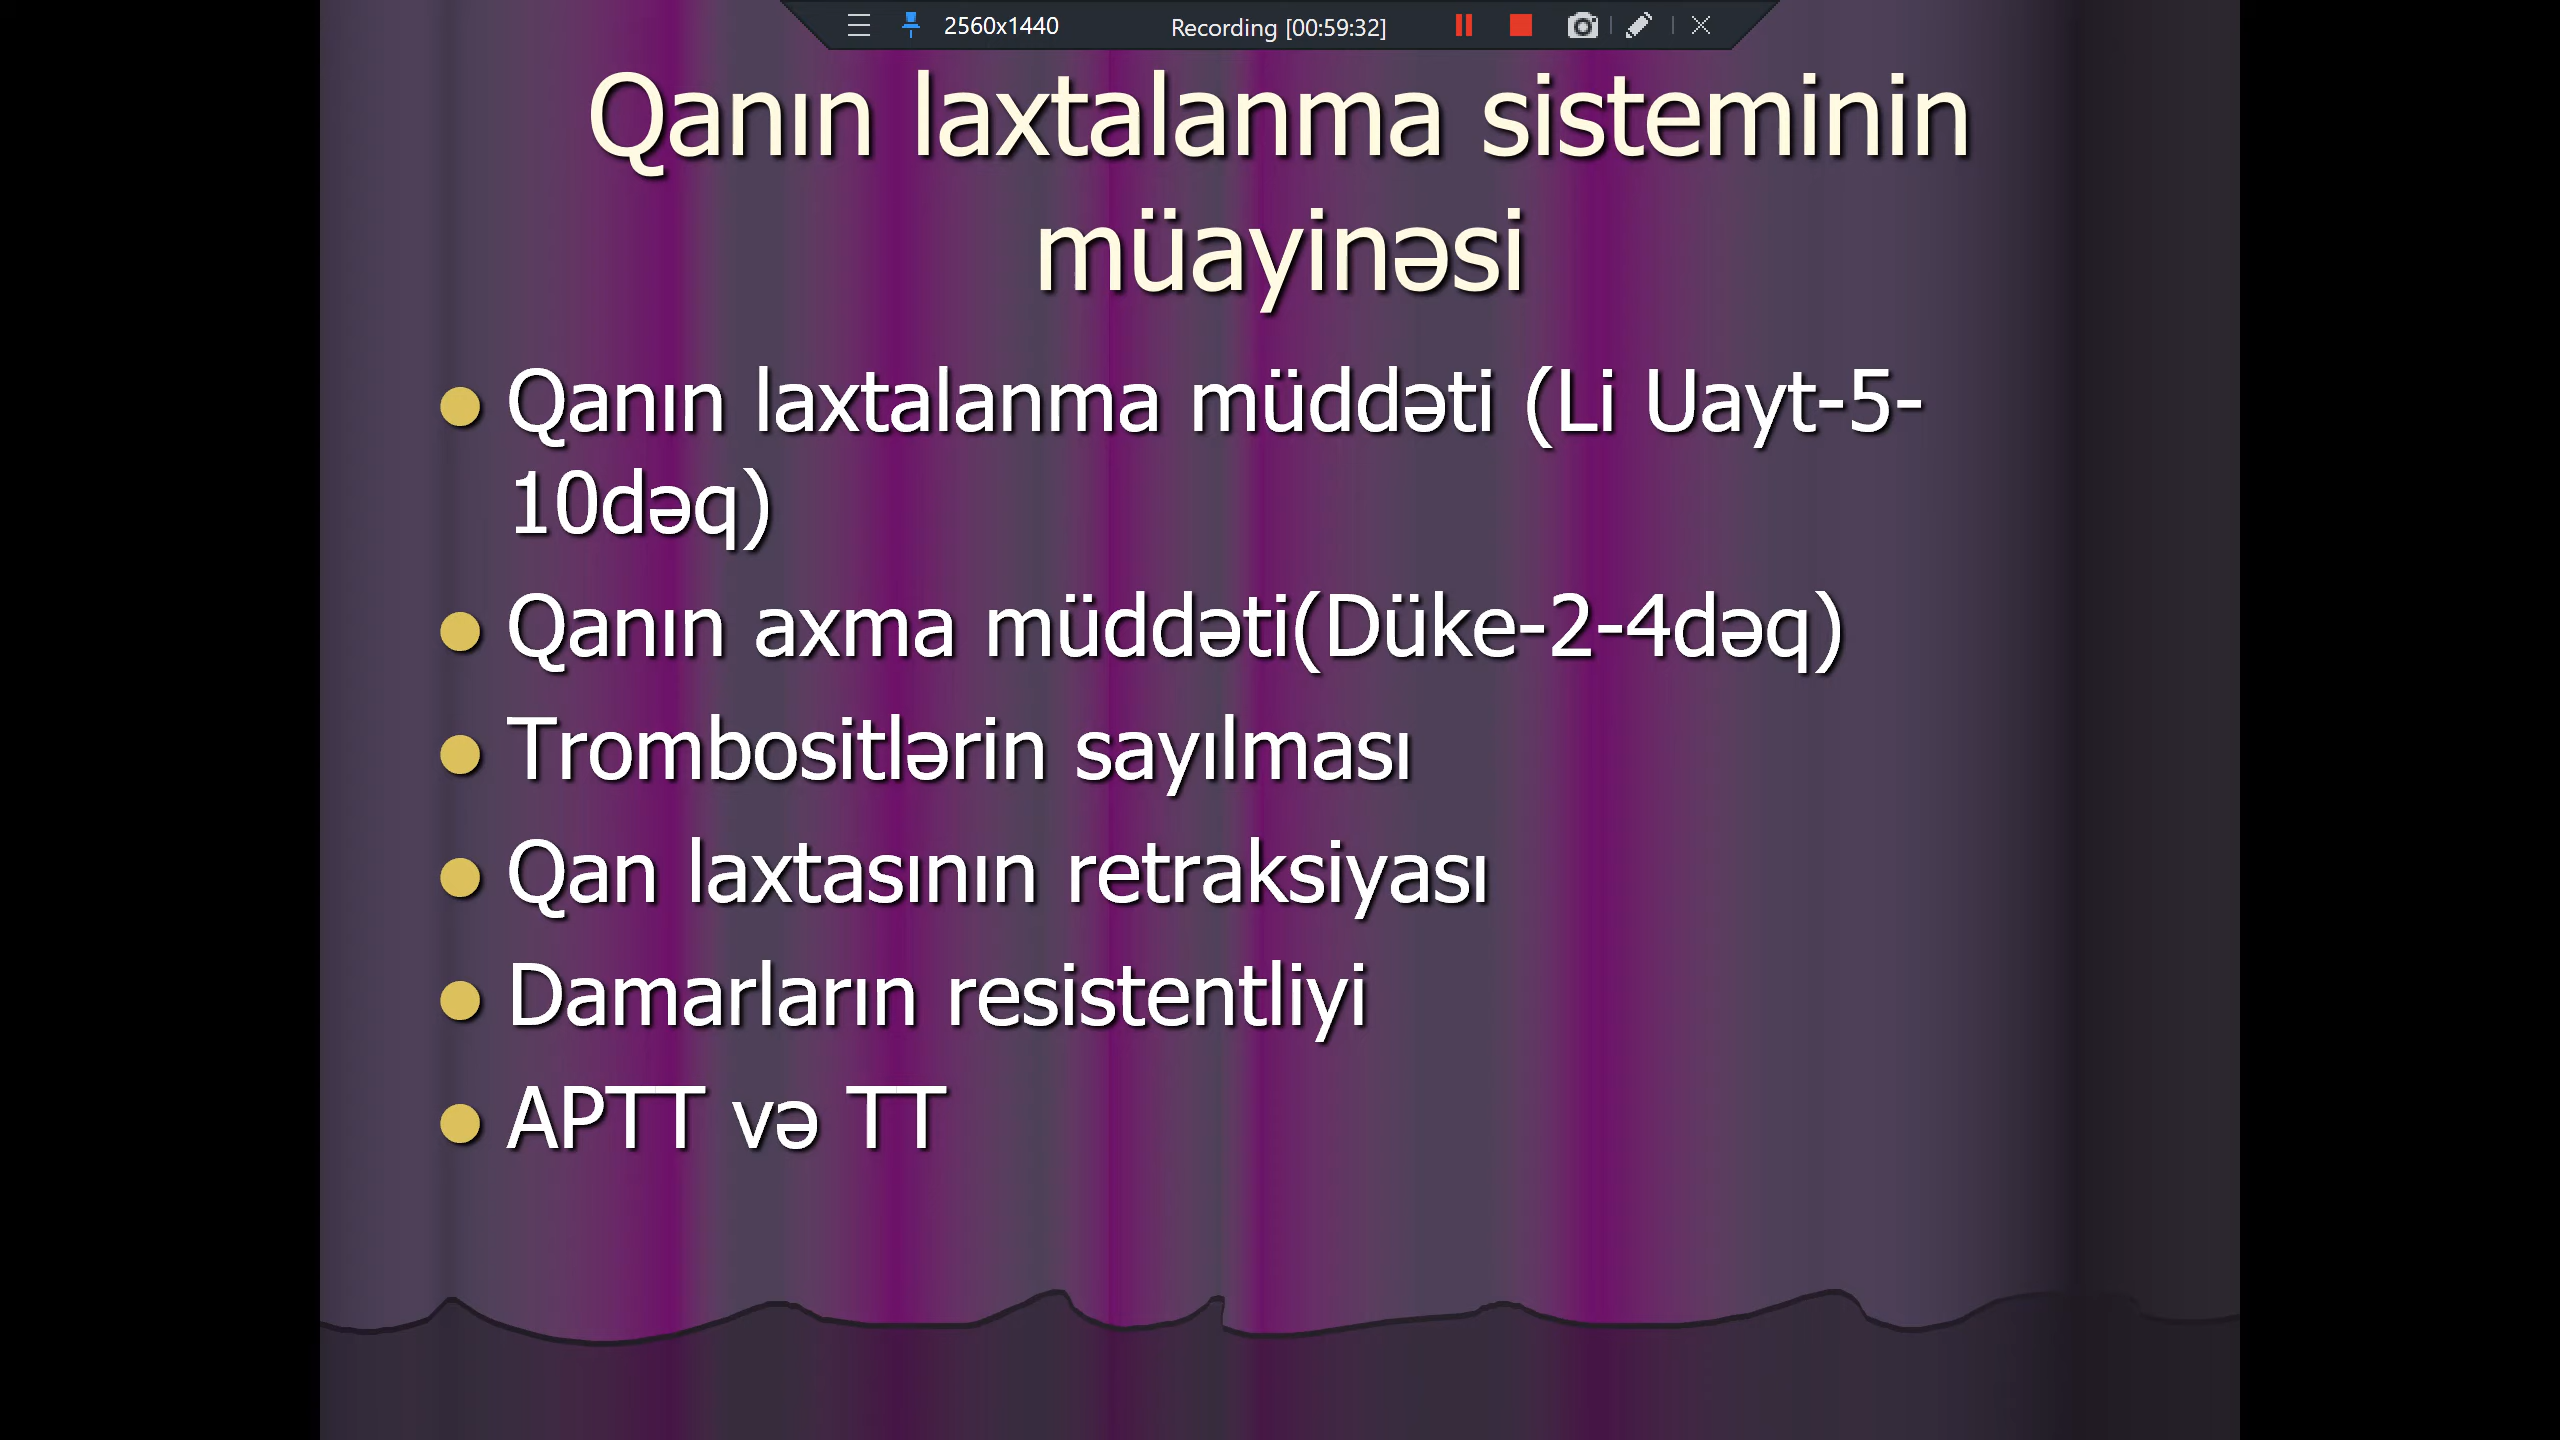 2560x1440 Recording [00:59:32]
Qanın laxtalanma sisteminin
müayinəsi
Qanın laxtalanma müddəti (Li Uayt-5-
10dəq)
Qanın axma müddəti(Düke-2-4dəq)
Trombositlərin sayılması
Qan laxtasının retraksiyası
Damarların resistentliyi
APTT və TT